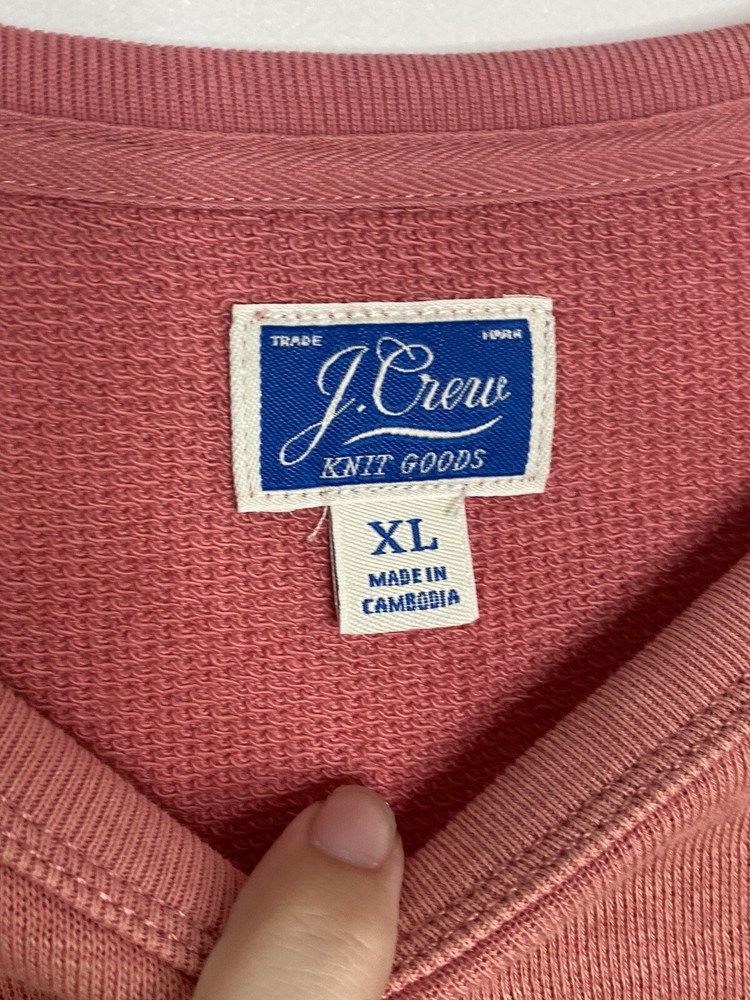 TRADE MARK
J.Crew
KNIT GOODS
XL
MADE IN
CAMBODIA